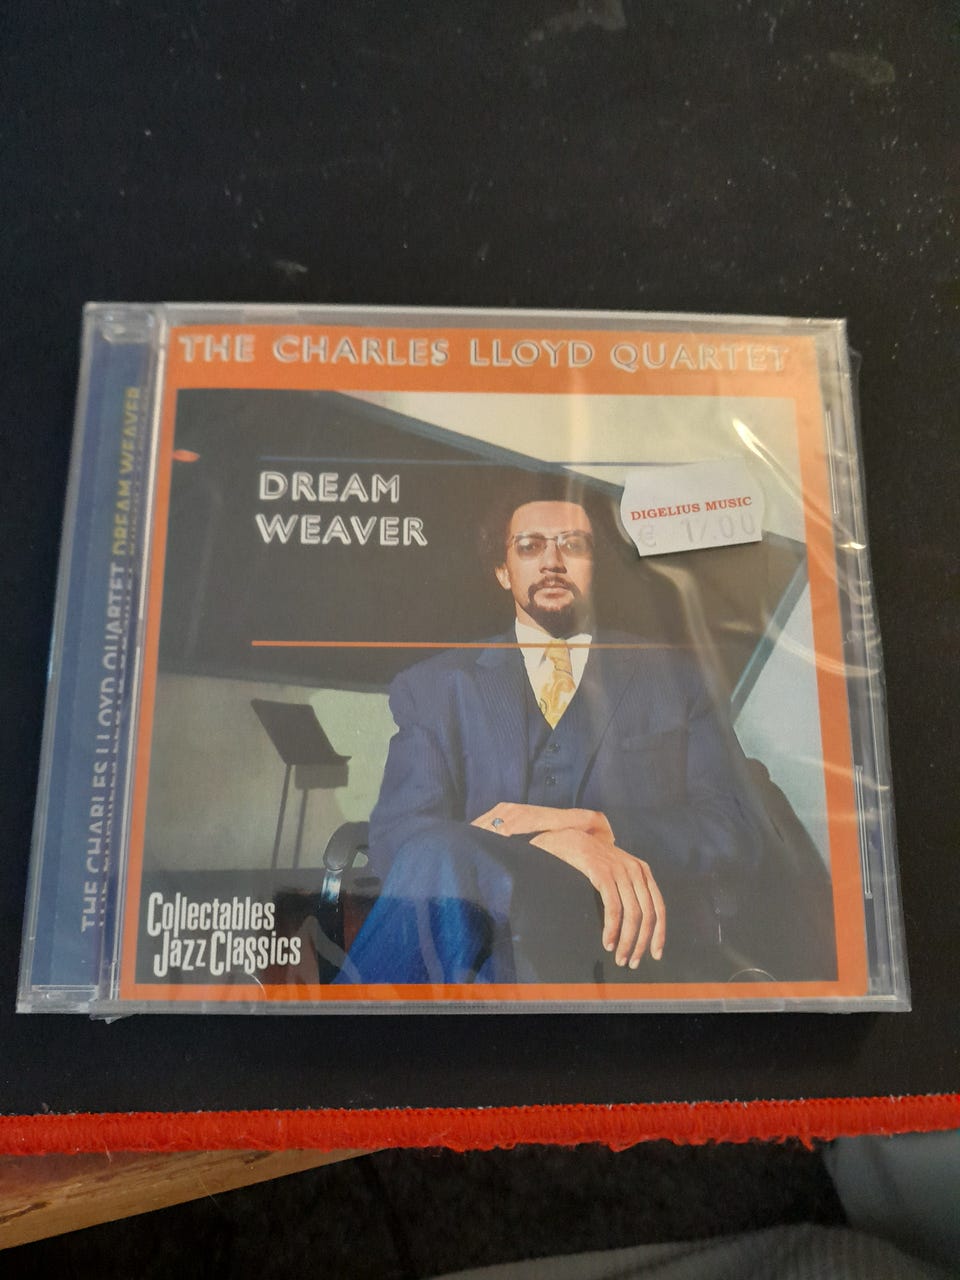 THE CHARLES LLOYD QUARTET
DREAM
WEAVER
DIGELIUS MUSIC
€ 17.00
Collectables
Jazz Classics
THE CHARLES LLOYD QUARTET DREAM WEAVER